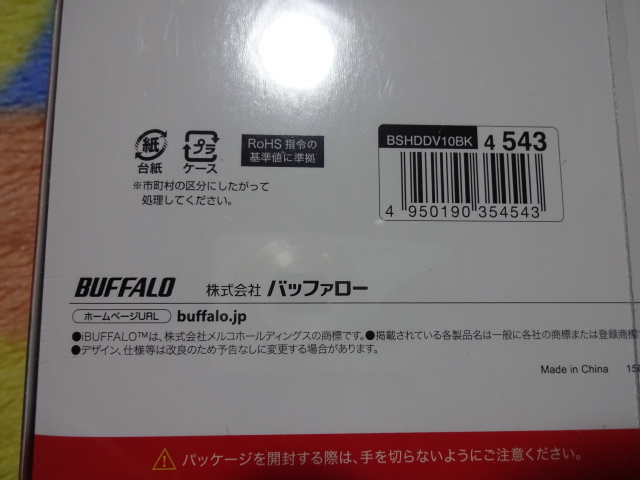 紙
台紙
プラ
ケース
RoHS指令の
基準値に準拠
BSHDDV10BK 4 543
4 950190 354543
※市町村の区分にしたがって
処理してください。
BUFFALO 株式会社 バッファロー
ホームページURL buffalo.jp
●iBUFFALO™は、株式会社メルコホールディングスの商標です。●掲載されている各製品名は一般に各社の商標または登録商標
●デザイン、仕様等は改良のため予告なしに変更する場合があります。
Made in China
パッケージを開封する際は、手を切らないようにご注意ください。